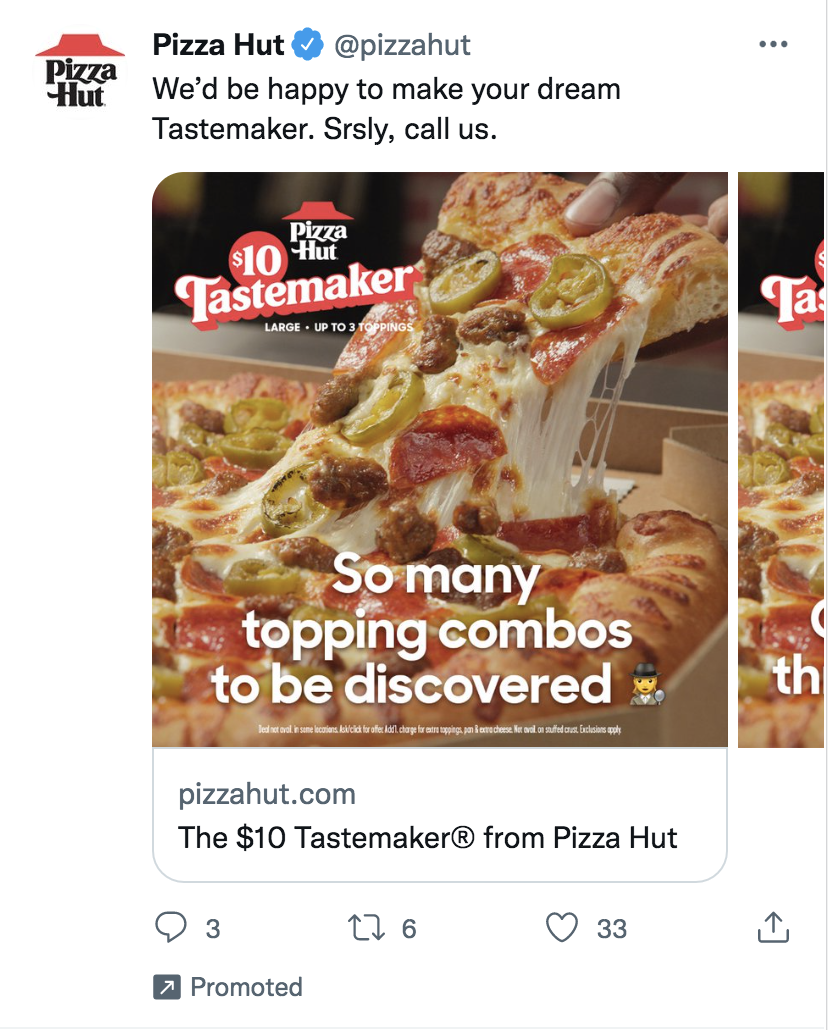 Pizza Hut @pizzahut
We'd be happy to make your dream
Tastemaker. Srsly, call us.
Pizza
Hut
Pizza
Hut
$10
Tastemaker
LARGE • UP TO 3 TOPPINGS
So many
topping combos
to be discovered
Deal not avail. in some locations. Ask/click for offer. Add'l. charge for extra toppings, pan & extra cheese. Not avail. on stuffed crust. Exclusions apply.
pizzahut.com
The $10 Tastemaker® from Pizza Hut
3
6
33
Promoted